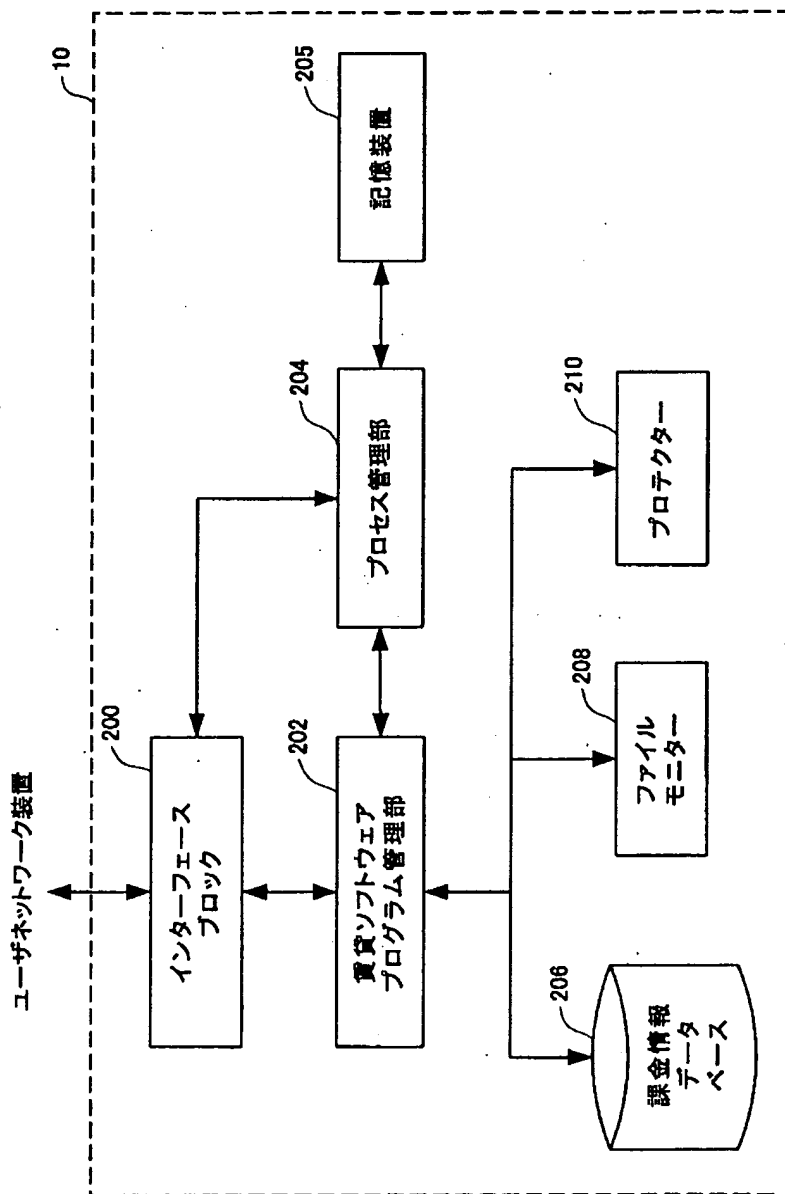 ユーザネットワーク装置
10
200
インターフェース
ブロック
202
賃貸ソフトウェア
プログラム管理部
204
プロセス管理部
205
記憶装置
206
課金情報
データ
ベース
208
ファイル
モニター
210
プロテクター